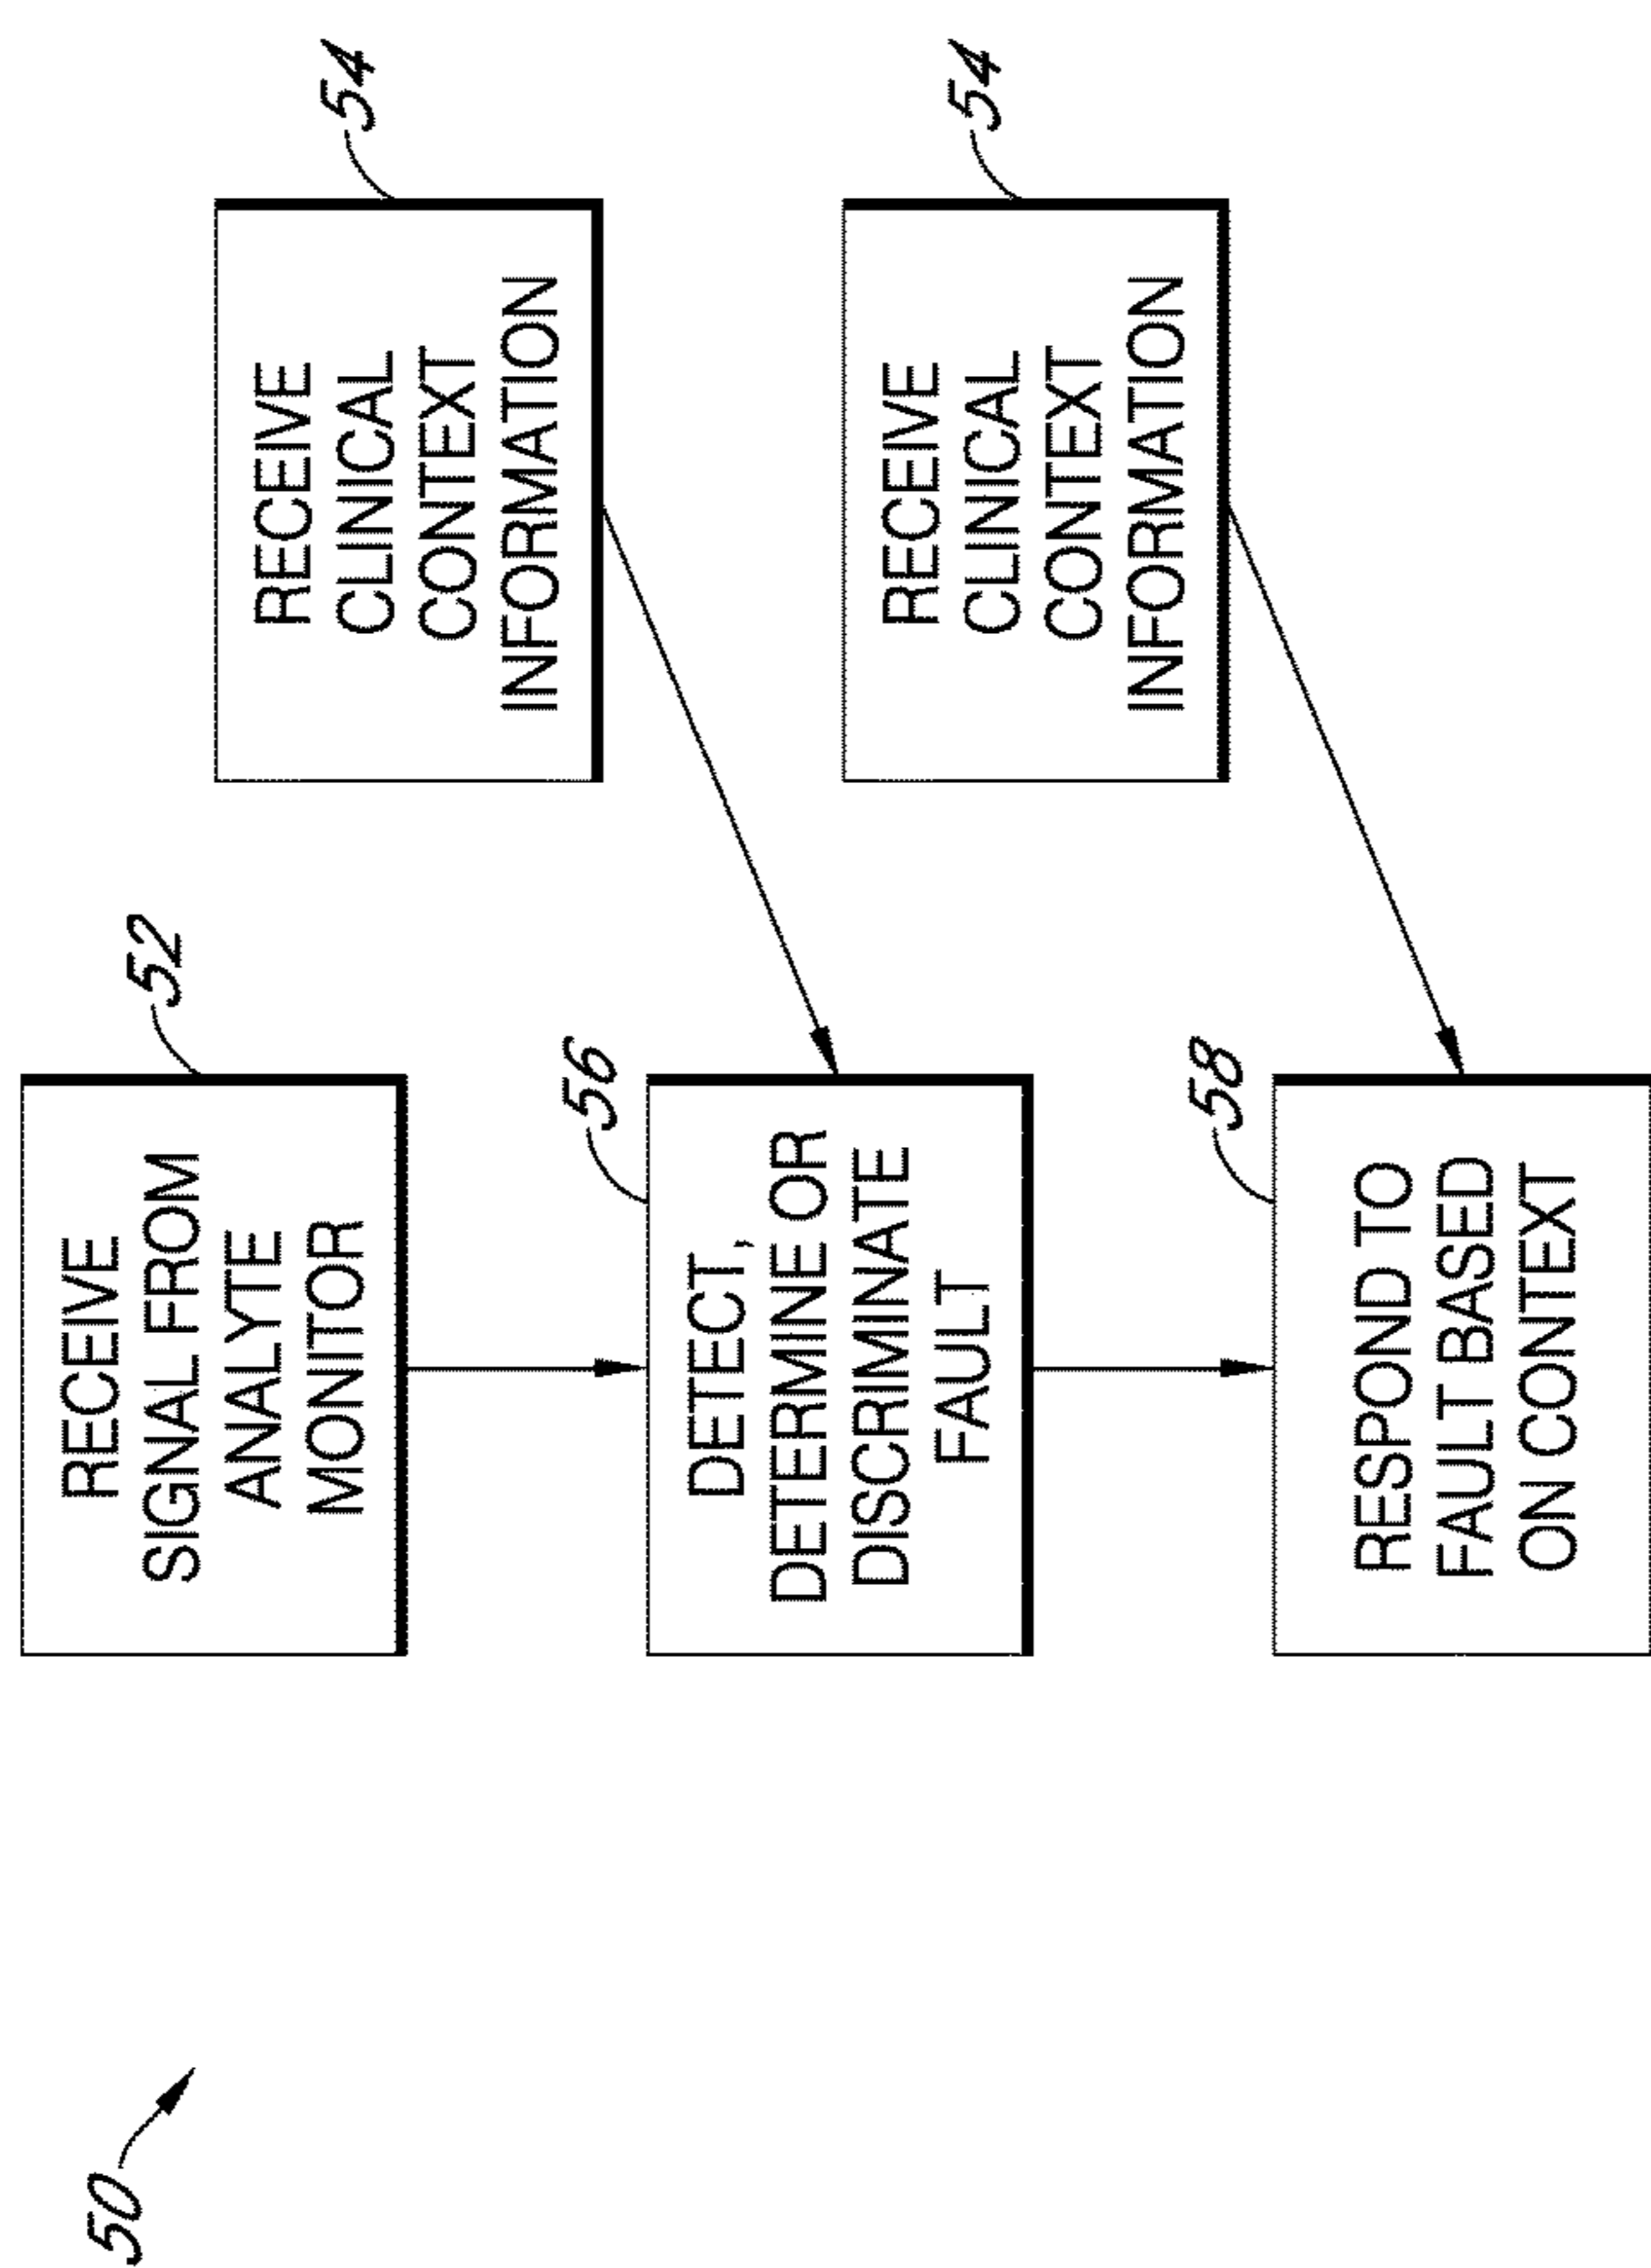 50
52
RECEIVE
SIGNAL FROM
ANALYTE
MONITOR
54
RECEIVE
CLINICAL
CONTEXT
INFORMATION
56
DETECT,
DETERMINE OR
DISCRIMINATE
FAULT
54
RECEIVE
CLINICAL
CONTEXT
INFORMATION
58
RESPOND TO
FAULT BASED
ON CONTEXT